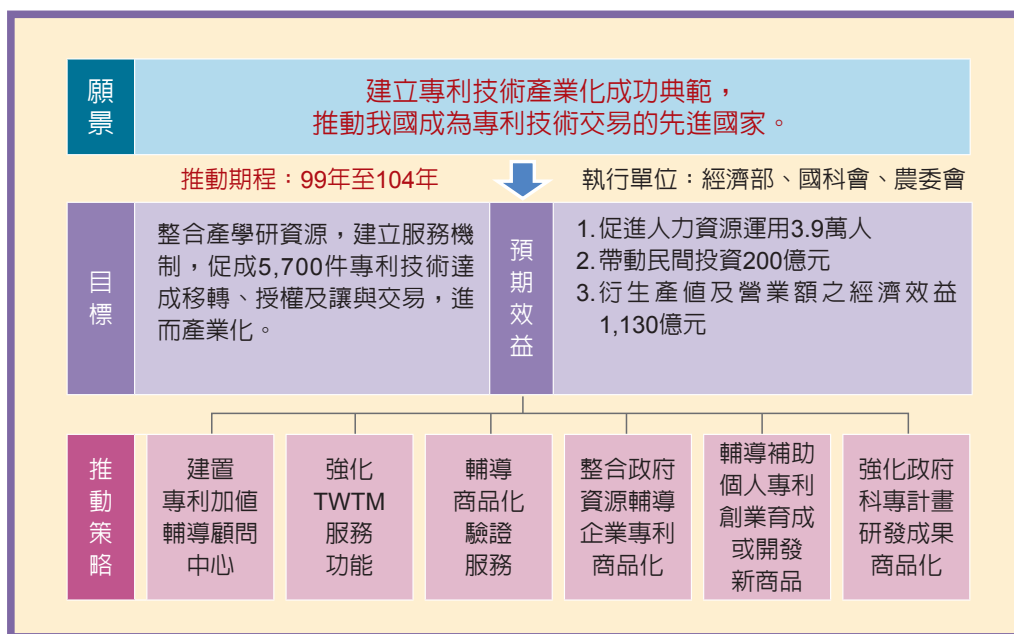 願景
建立專利技術產業化成功典範，
推動我國成為專利技術交易的先進國家。
推動期程：99年至104年
執行單位：經濟部、國科會、農委會
目標
整合產學研資源，建立服務機
制，促成5,700件專利技術達
成移轉、授權及讓與交易，進
而產業化。
預期效益
1.促進人力資源運用3.9萬人
2.帶動民間投資200億元
3.衍生產值及營業額之經濟效益
1,130億元
推動策略
建置
專利加值
輔導顧問
中心
強化
TWTM
服務
功能
輔導
商品化
驗證
服務
整合政府
資源輔導
企業專利
商品化
輔導補助
個人專利
創業育成
或開發
新商品
強化政府
科專計畫
研發成果
商品化